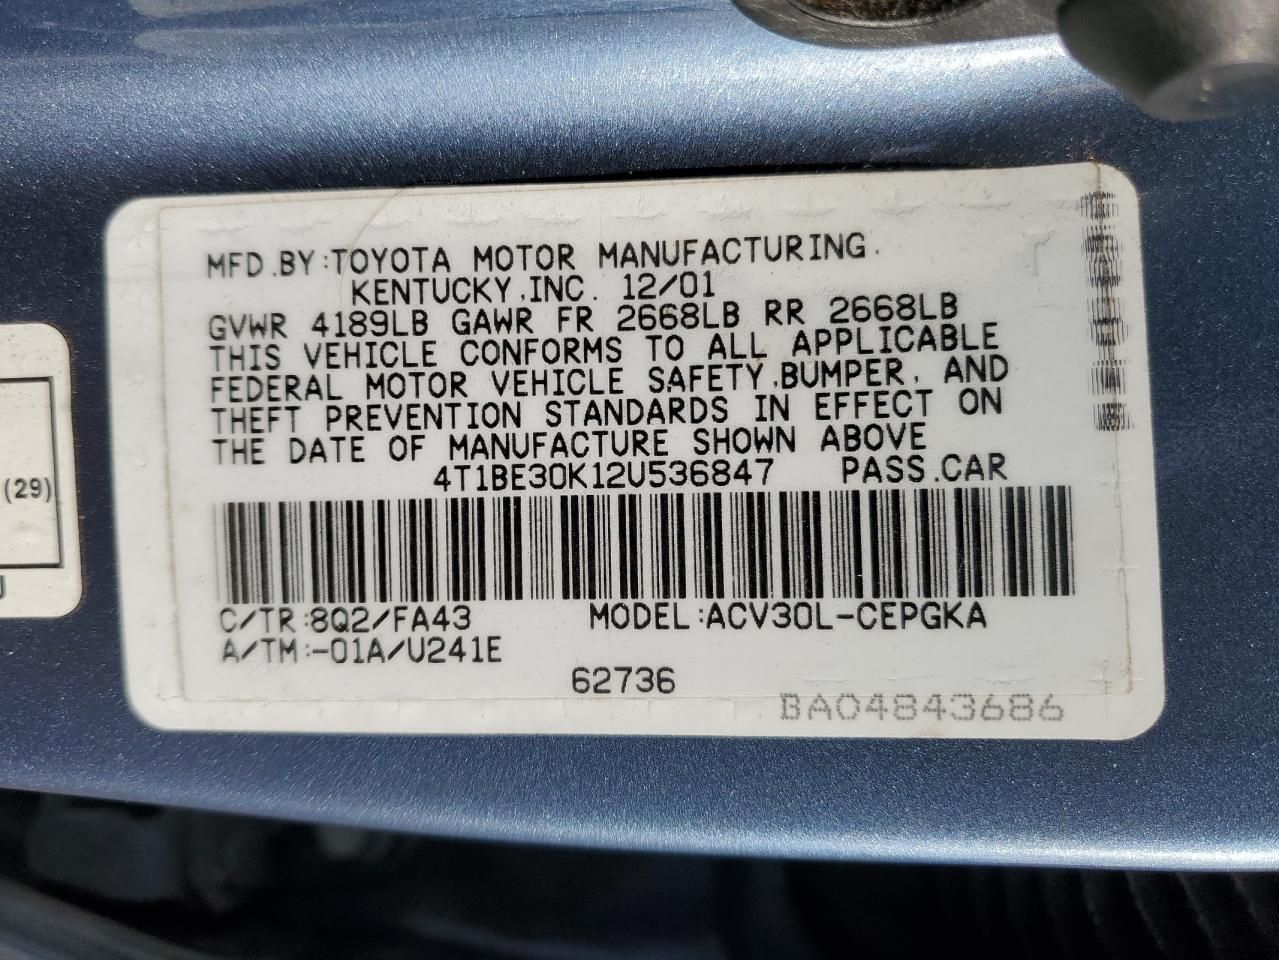 MFD.BY:TOYOTA MOTOR MANUFACTURING.
KENTUCKY,INC. 12/01
GVWR 4189LB GAWR FR 2668LB RR 2668LB
THIS VEHICLE CONFORMS TO ALL APPLICABLE
FEDERAL MOTOR VEHICLE SAFETY,BUMPER, AND
THEFT PREVENTION STANDARDS IN EFFECT ON
THE DATE OF MANUFACTURE SHOWN ABOVE
4T1BE30K12U536847 PASS.CAR
C/TR:8Q2/FA43 MODEL:ACV30L-CEPGKA
A/TM:-01A/U241E
62736
BA04843686
(29)